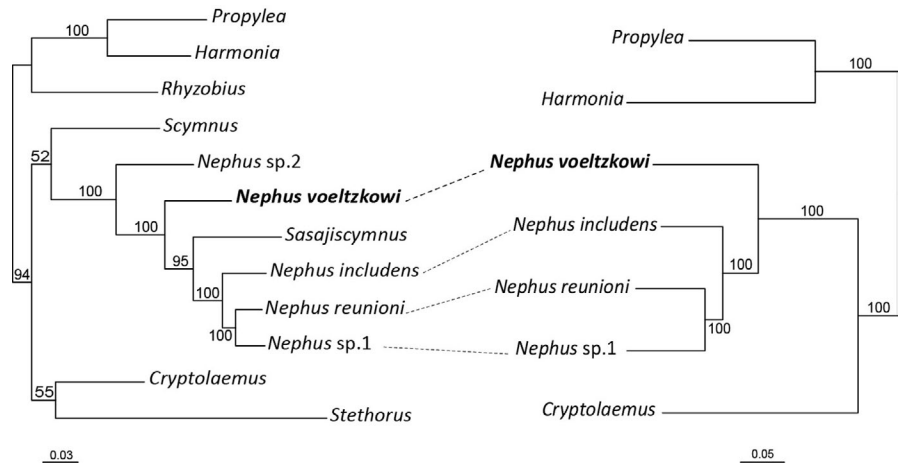 Propylea
100
Harmonia
Rhyzobius
Scymnus
52
Nephus sp.2
100
Nephus voeltzkowi
100
Sasajiscymnus
95
Nephus includens
94
100
Nephus reunioni
100
Nephus sp.1
Cryptolaemus
55
Stethorus
0.03
Propylea
100
Harmonia
Nephus voeltzkowi
100
Nephus includens
100
Nephus reunioni
100
100
Nephus sp.1
Cryptolaemus
0.05